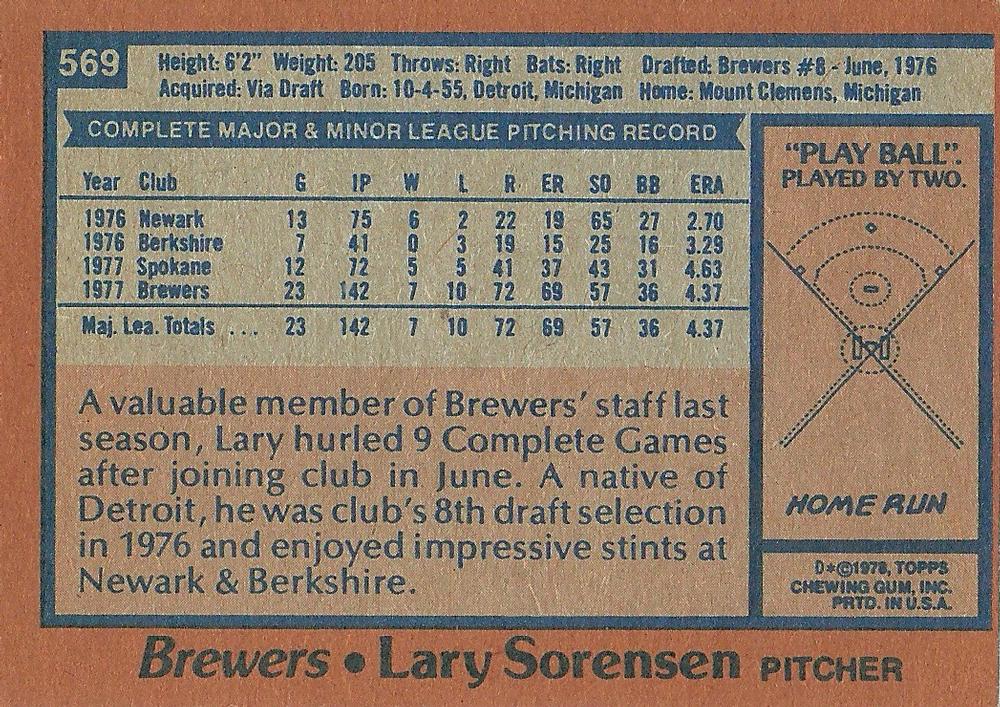 569
Height: 6'2" Weight: 205 Throws: Right Bats: Right Drafted: Brewers #8 - June, 1976
Acquired: Via Draft Born: 10-4-55, Detroit, Michigan Home: Mount Clemens, Michigan
COMPLETE MAJOR & MINOR LEAGUE PITCHING RECORD
Year Club G IP W L R ER SO BB ERA
1976 Newark 13 75 6 2 22 19 65 27 2.70
1976 Berkshire 7 41 0 3 19 15 25 16 3.29
1977 Spokane 12 72 5 5 41 37 43 31 4.63
1977 Brewers 23 142 7 10 72 69 57 36 4.37
Maj. Lea. Totals ... 23 142 7 10 72 69 57 36 4.37
A valuable member of Brewers' staff last
season, Lary hurled 9 Complete Games
after joining club in June. A native of
Detroit, he was club's 8th draft selection
in 1976 and enjoyed impressive stints at
Newark & Berkshire.
"PLAY BALL".
PLAYED BY TWO.
HOME RUN
D*©1978, TOPPS
CHEWING GUM, INC.
PRTD. IN U.S.A.
Brewers • Lary Sorensen PITCHER